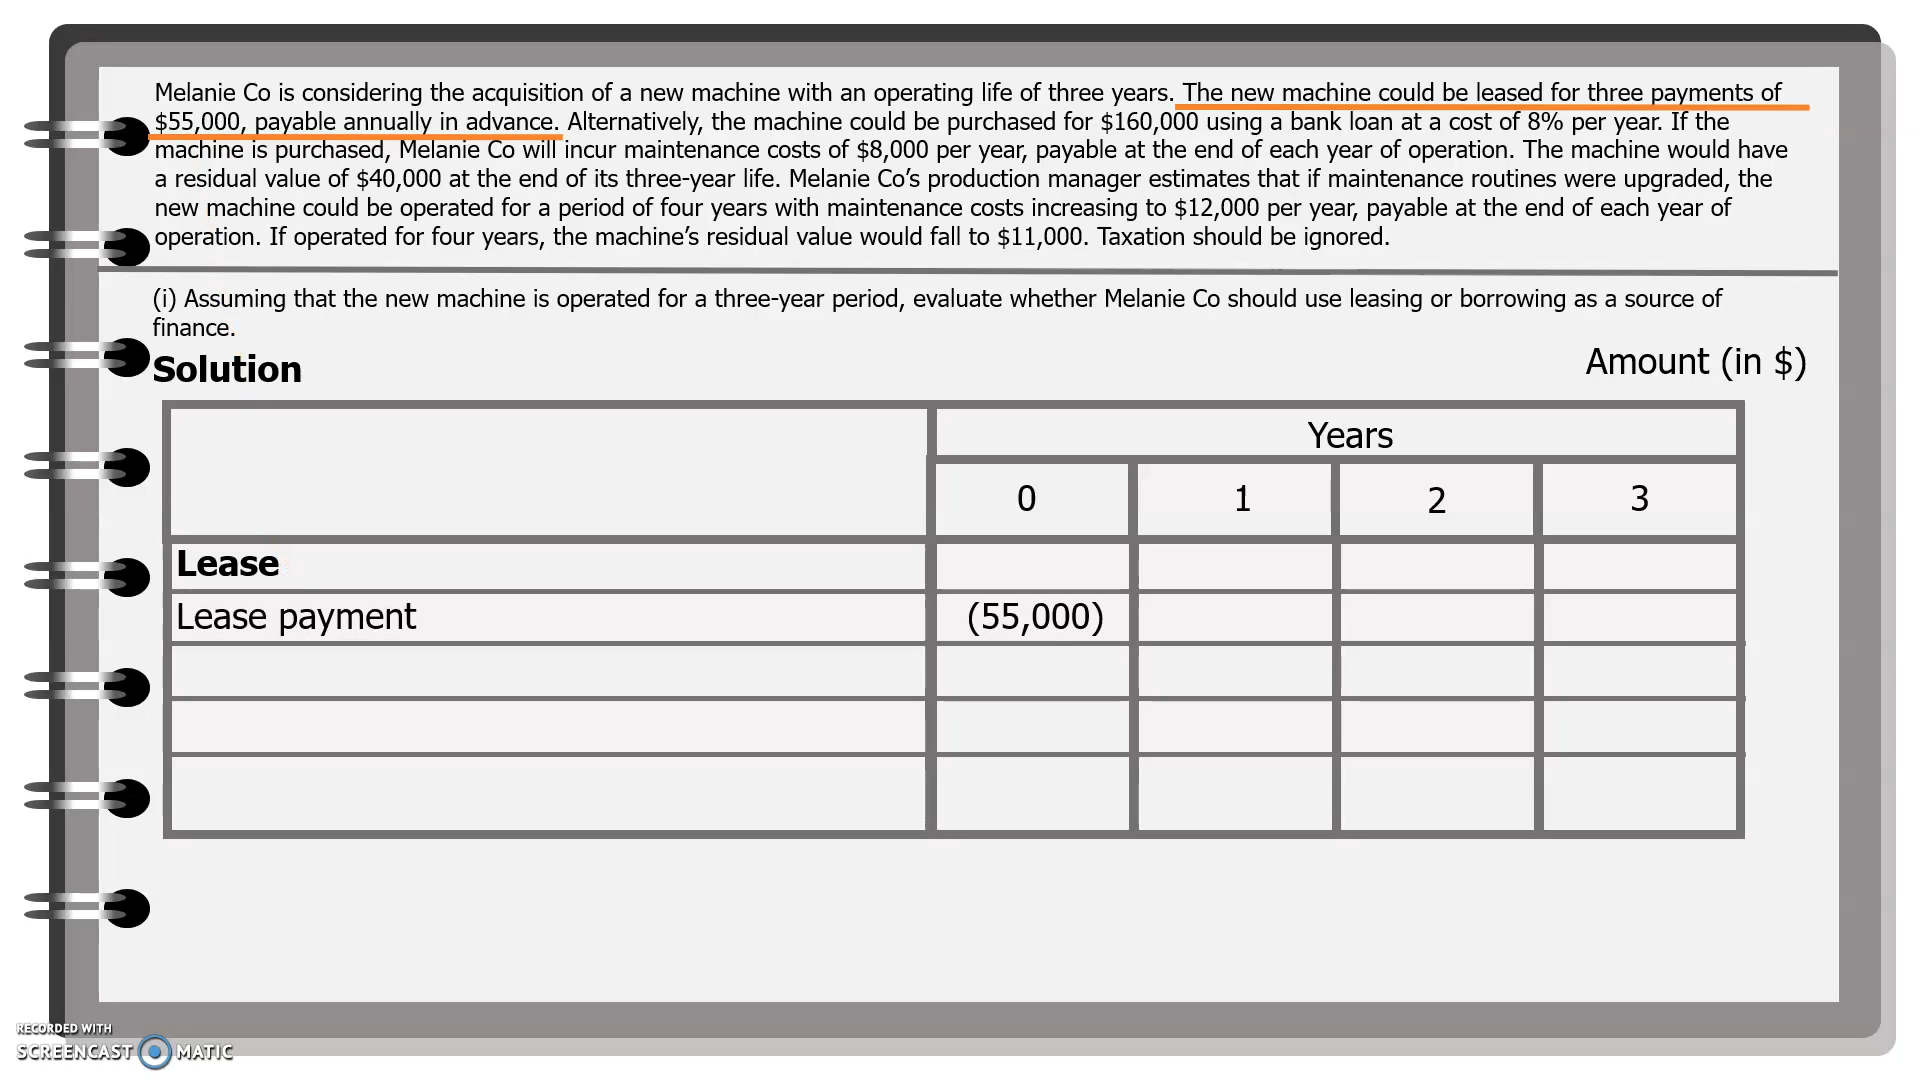 Melanie Co is considering the acquisition of a new machine with an operating life of three years. The new machine could be leased for three payments of
$55,000, payable annually in advance. Alternatively, the machine could be purchased for $160,000 using a bank loan at a cost of 8% per year. If the
machine is purchased, Melanie Co will incur maintenance costs of $8,000 per year, payable at the end of each year of operation. The machine would have
a residual value of $40,000 at the end of its three-year life. Melanie Co’s production manager estimates that if maintenance routines were upgraded, the
new machine could be operated for a period of four years with maintenance costs increasing to $12,000 per year, payable at the end of each year of
operation. If operated for four years, the machine’s residual value would fall to $11,000. Taxation should be ignored.
(i) Assuming that the new machine is operated for a three-year period, evaluate whether Melanie Co should use leasing or borrowing as a source of
finance.
Solution
Amount (in $)
Years
0 1 2 3
Lease
Lease payment (55,000)
RECORDED WITH
SCREENCAST MATIC